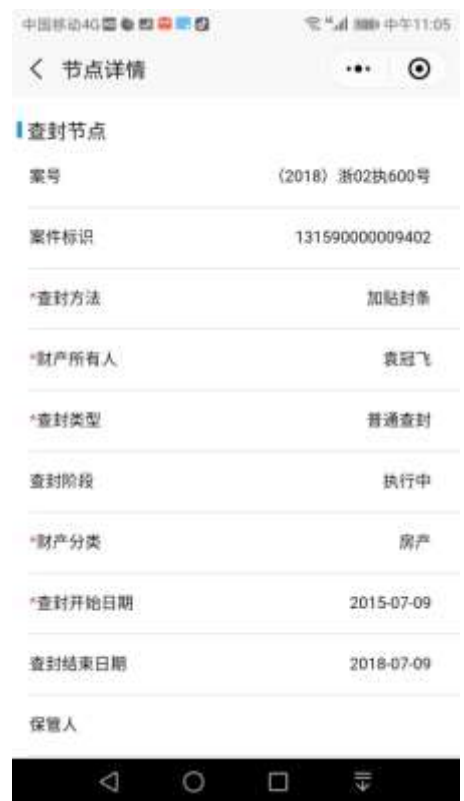 中国移动4G 中午11:05
节点详情
查封节点
案号 （2018）浙02执600号
案件标识 131590000009402
*查封方法 加贴封条
*财产所有人 袁冠飞
*查封类型 普通查封
查封阶段 执行中
*财产分类 房产
*查封开始日期 2015-07-09
查封结束日期 2018-07-09
保管人